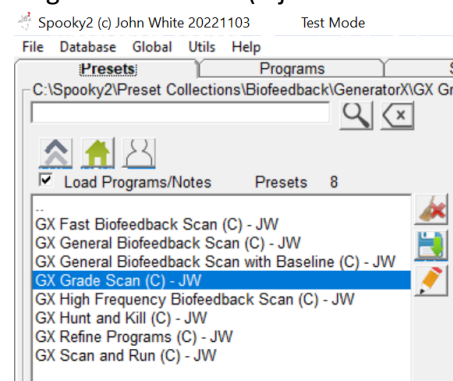 Spooky2 (c) John White 20221103 Test Mode
File Database Global Utils Help
Presets Programs
C:\Spooky2\Preset Collections\Biofeedback\GeneratorX\GX Gr
Load Programs/Notes Presets 8
..
GX Fast Biofeedback Scan (C) - JW
GX General Biofeedback Scan (C) - JW
GX General Biofeedback Scan with Baseline (C) - JW
GX Grade Scan (C) - JW
GX High Frequency Biofeedback Scan (C) - JW
GX Hunt and Kill (C) - JW
GX Refine Programs (C) - JW
GX Scan and Run (C) - JW